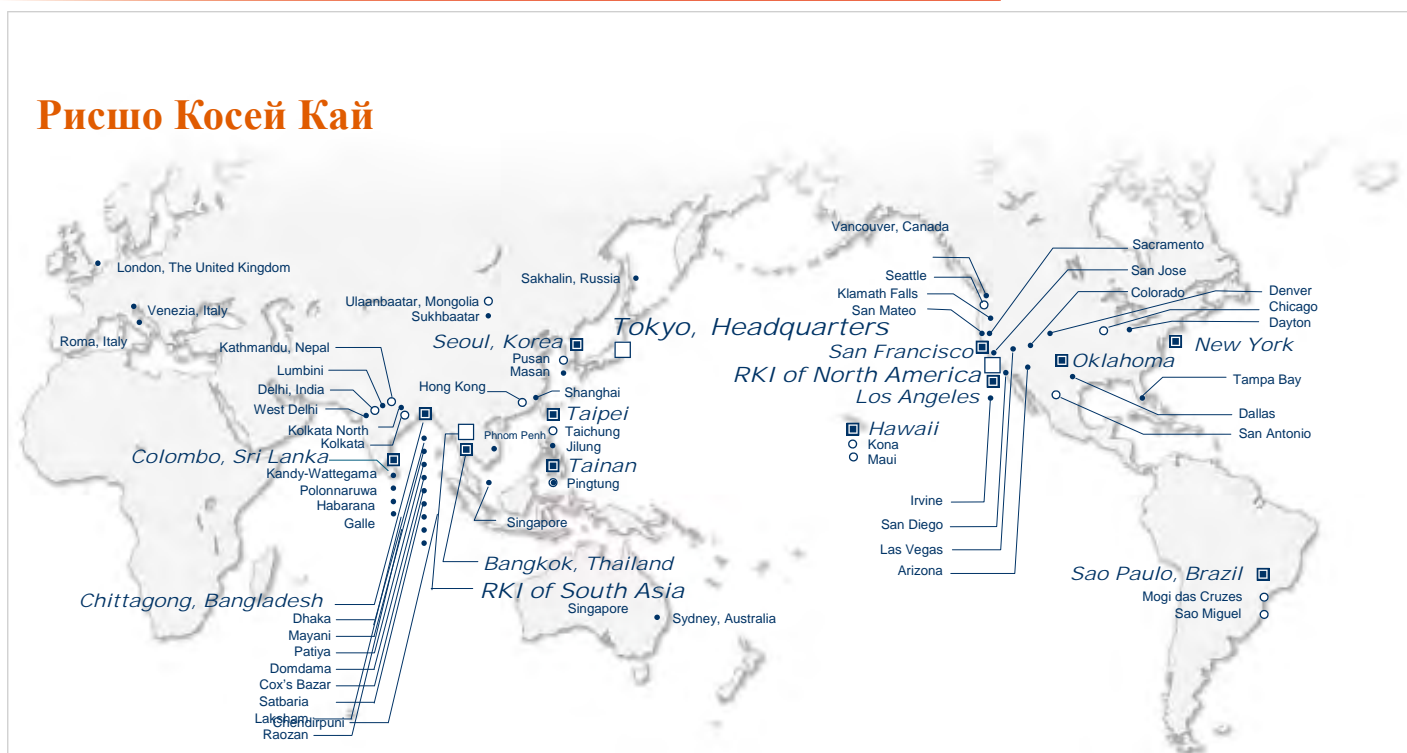 Рисшо Косей Кай
London, The United Kingdom
Venezia, Italy
Roma, Italy
Ulaanbaatar, Mongolia
Sukhbaatar
Sakhalin, Russia
Tokyo, Headquarters
Seoul, Korea
Pusan
Masan
Kathmandu, Nepal
Lumbini
Delhi, India
West Delhi
Kolkata North
Kolkata
Hong Kong
Shanghai
Taipei
Taichung
Jilung
Tainan
Pingtung
Phnom Penh
Colombo, Sri Lanka
Kandy-Wattegama
Polonnaruwa
Habarana
Galle
Singapore
Bangkok, Thailand
RKI of South Asia
Singapore
Sydney, Australia
Chittagong, Bangladesh
Dhaka
Mayani
Patiya
Domdama
Cox's Bazar
Satbaria
Laksham
Chendirpuni
Raozan
Vancouver, Canada
Seattle
Klamath Falls
San Mateo
San Francisco
RKI of North America
Los Angeles
Hawaii
Kona
Maui
Irvine
San Diego
Las Vegas
Arizona
Sacramento
San Jose
Colorado
Denver
Chicago
Dayton
New York
Oklahoma
Tampa Bay
Dallas
San Antonio
Sao Paulo, Brazil
Mogi das Cruzes
Sao Miguel